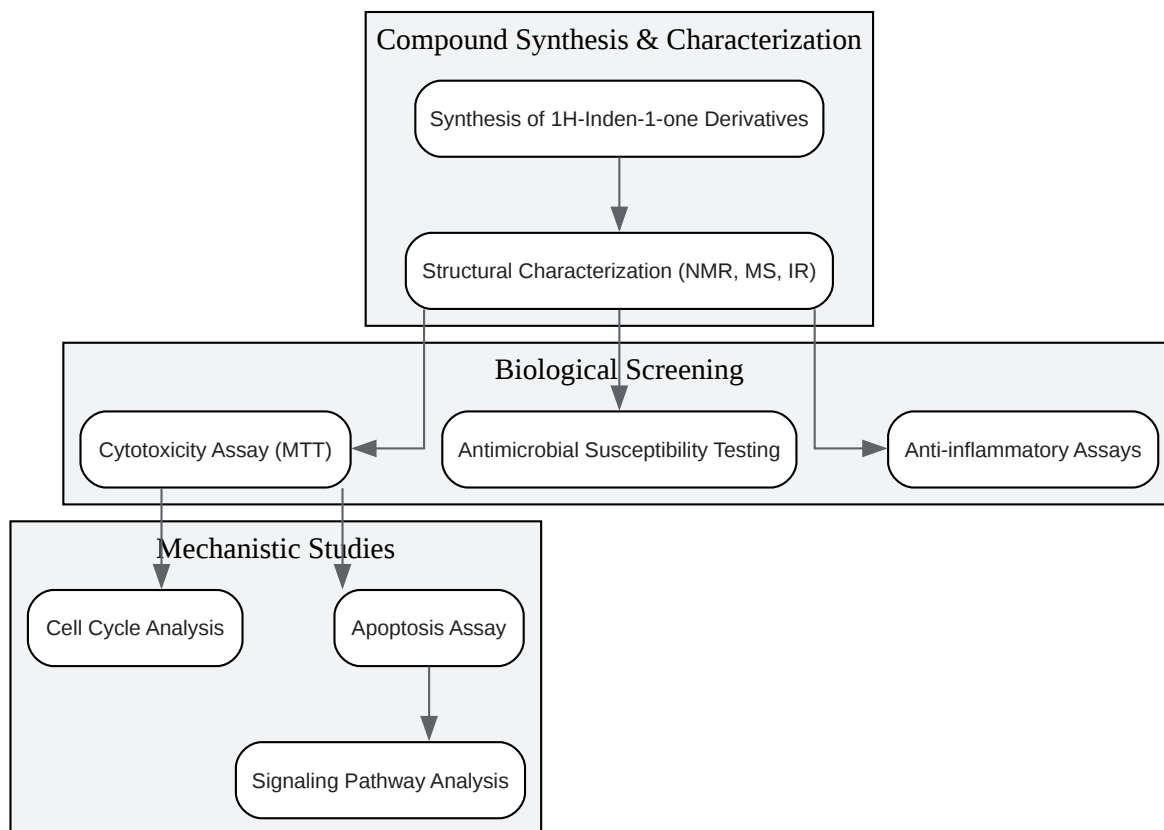 Compound Synthesis & Characterization
Synthesis of 1H-Inden-1-one Derivatives
Structural Characterization (NMR, MS, IR)
Biological Screening
Cytotoxicity Assay (MTT)
Antimicrobial Susceptibility Testing
Anti-inflammatory Assays
Mechanistic Studies
Cell Cycle Analysis
Apoptosis Assay
Signaling Pathway Analysis